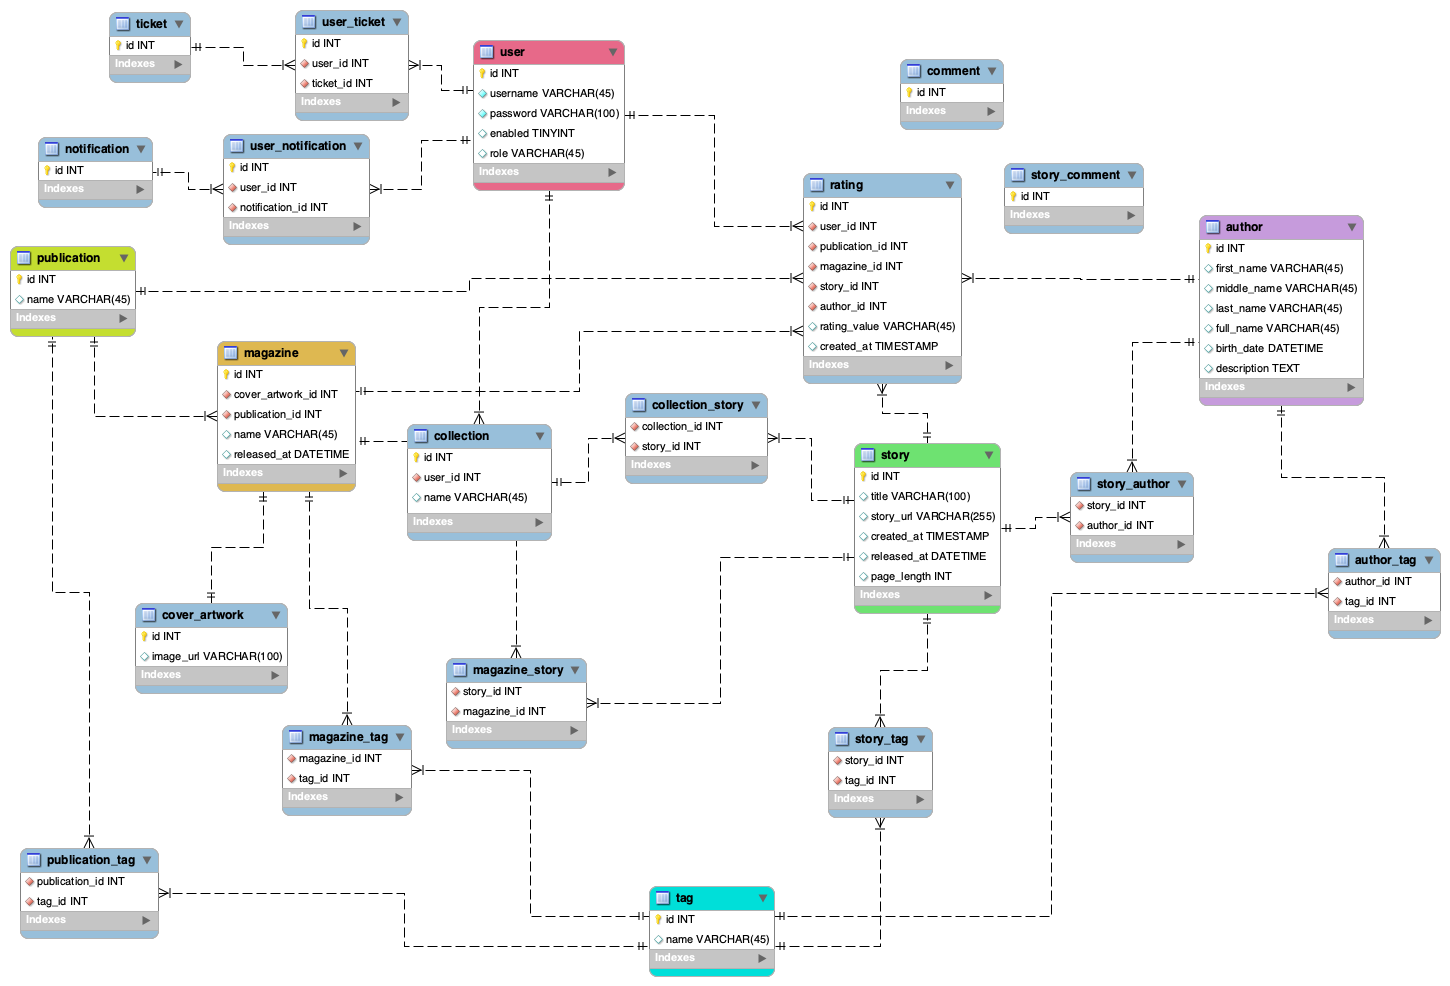 ticket
id INT
Indexes
user_ticket
id INT
user_id INT
ticket_id INT
Indexes
user
id INT
username VARCHAR(45)
password VARCHAR(100)
enabled TINYINT
role VARCHAR(45)
Indexes
comment
id INT
Indexes
notification
id INT
Indexes
user_notification
id INT
user_id INT
notification_id INT
Indexes
rating
id INT
user_id INT
publication_id INT
magazine_id INT
story_id INT
author_id INT
rating_value VARCHAR(45)
created_at TIMESTAMP
Indexes
story_comment
id INT
Indexes
author
id INT
first_name VARCHAR(45)
middle_name VARCHAR(45)
last_name VARCHAR(45)
full_name VARCHAR(45)
birth_date DATETIME
description TEXT
Indexes
publication
id INT
name VARCHAR(45)
Indexes
magazine
id INT
cover_artwork_id INT
publication_id INT
name VARCHAR(45)
released_at DATETIME
Indexes
collection
id INT
user_id INT
name VARCHAR(45)
Indexes
collection_story
collection_id INT
story_id INT
Indexes
story
id INT
title VARCHAR(100)
story_url VARCHAR(255)
created_at TIMESTAMP
released_at DATETIME
page_length INT
Indexes
story_author
story_id INT
author_id INT
Indexes
author_tag
author_id INT
tag_id INT
Indexes
cover_artwork
id INT
image_url VARCHAR(100)
Indexes
magazine_story
story_id INT
magazine_id INT
Indexes
magazine_tag
magazine_id INT
tag_id INT
Indexes
story_tag
story_id INT
tag_id INT
Indexes
publication_tag
publication_id INT
tag_id INT
Indexes
tag
id INT
name VARCHAR(45)
Indexes